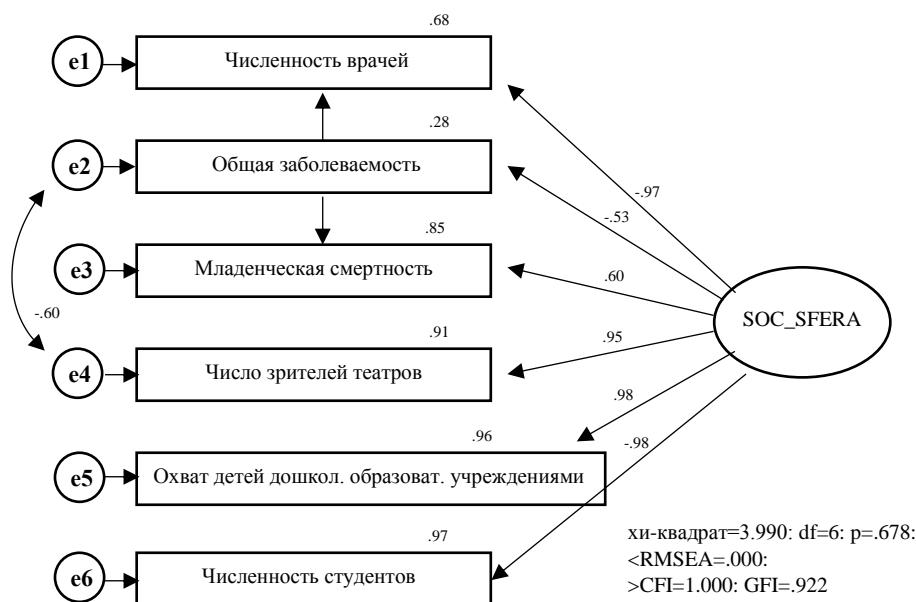 .68
e1
Численность врачей
.28
e2
Общая заболеваемость
-.97
-.53
.85
e3
Младенческая смертность
.60
SOC_SFERA
-.60
.91
.95
e4
Число зрителей театров
.98
.96
-.98
e5
Охват детей дошкол. образоват. учреждениями
.97
e6
Численность студентов
хи-квадрат=3.990: df=6: p=.678:
<RMSEA=.000:
>CFI=1.000: GFI=.922